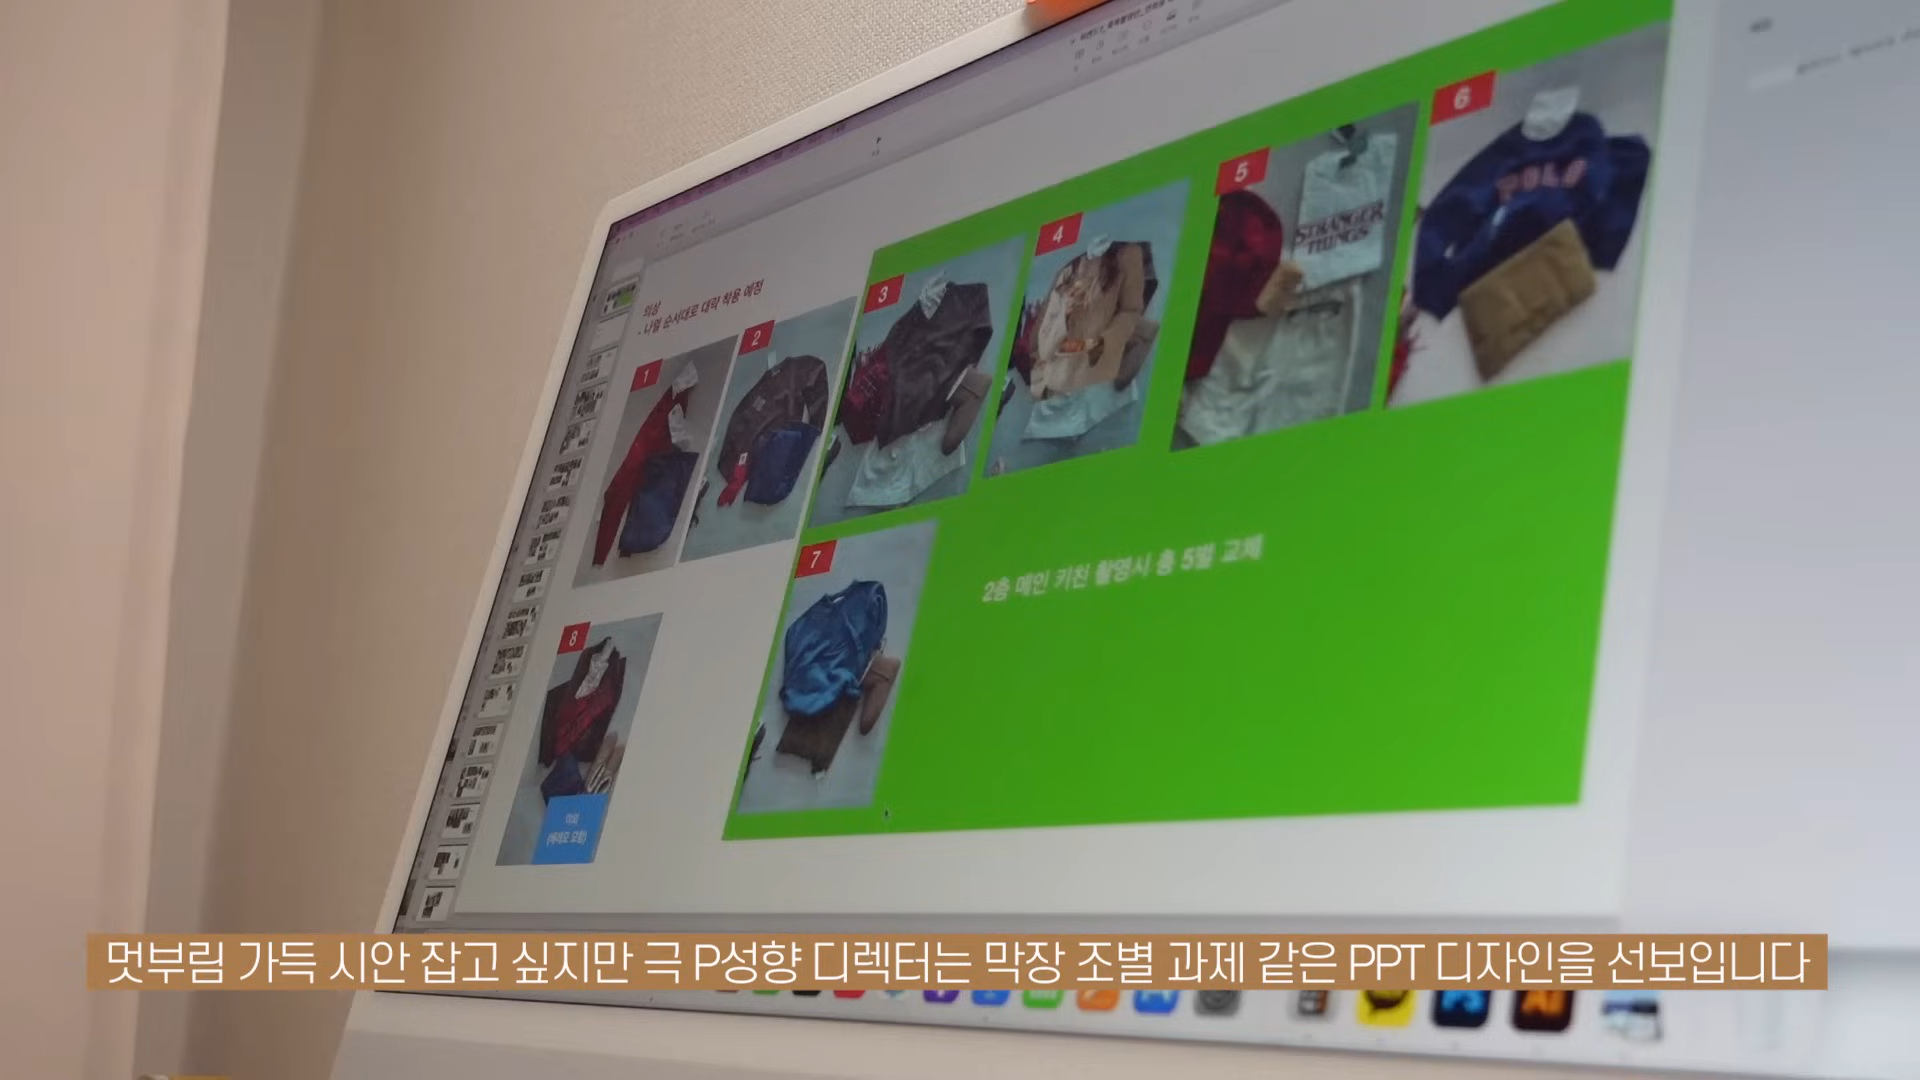 의상
- 나열 순서대로 대략 착용 예정
1
2
3
4
5
STRANGER
THINGS
6
POLO
7
2층 메인 키친 촬영시 총 5벌 교체
8
멋부림 가득 시안 잡고 싶지만 극 P성향 디렉터는 막장 조별 과제 같은 PPT 디자인을 선보입니다
PS
Ai